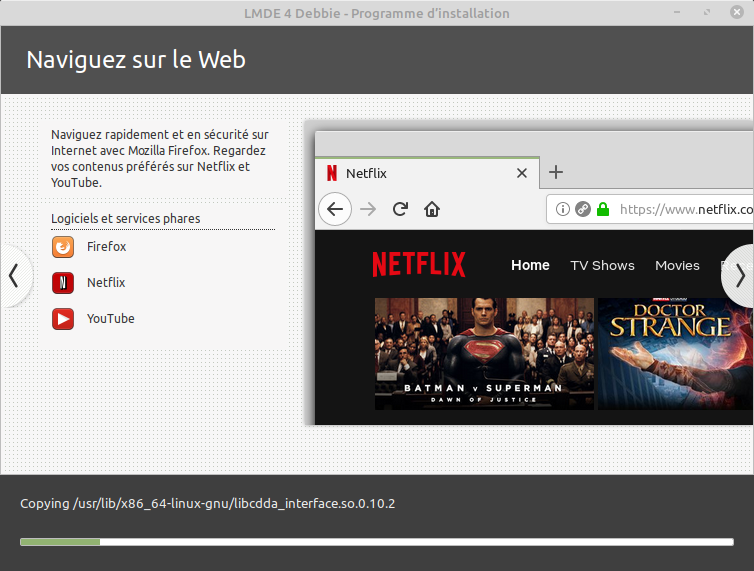 LMDE 4 Debbie - Programme d'installation
Naviguez sur le Web
Naviguez rapidement et en sécurité sur
Internet avec Mozilla Firefox. Regardez
vos contenus préférés sur Netflix et
YouTube.
Logiciels et services phares
Firefox
Netflix
YouTube
Netflix
https://www.netflix.co
NETFLIX
Home TV Shows Movies
BATMAN V SUPERMAN
DAWN OF JUSTICE
DOCTOR
STRANGE
Copying /usr/lib/x86_64-linux-gnu/libcdda_interface.so.0.10.2